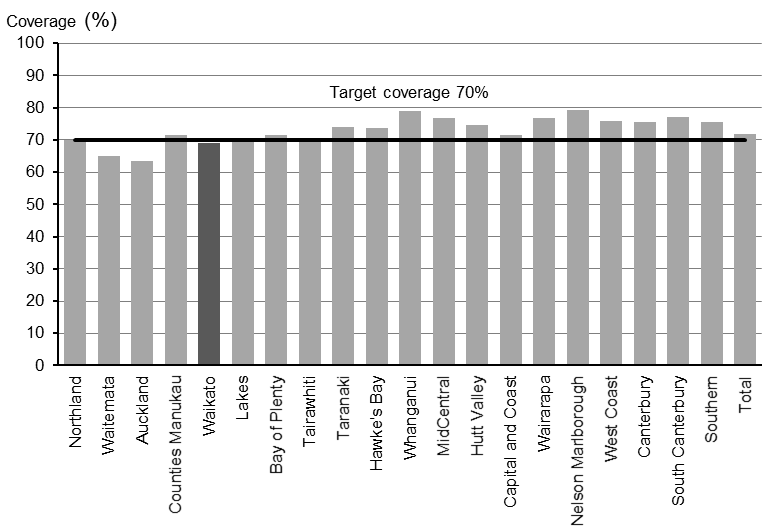 Coverage (%)
100
90
80
70
60
50
40
30
20
10
0
Target coverage 70%
Northland
Waitemata
Auckland
Counties Manukau
Waikato
Lakes
Bay of Plenty
Tairawhiti
Taranaki
Hawke's Bay
Whanganui
MidCentral
Hutt Valley
Capital and Coast
Wairarapa
Nelson Marlborough
West Coast
Canterbury
South Canterbury
Southern
Total